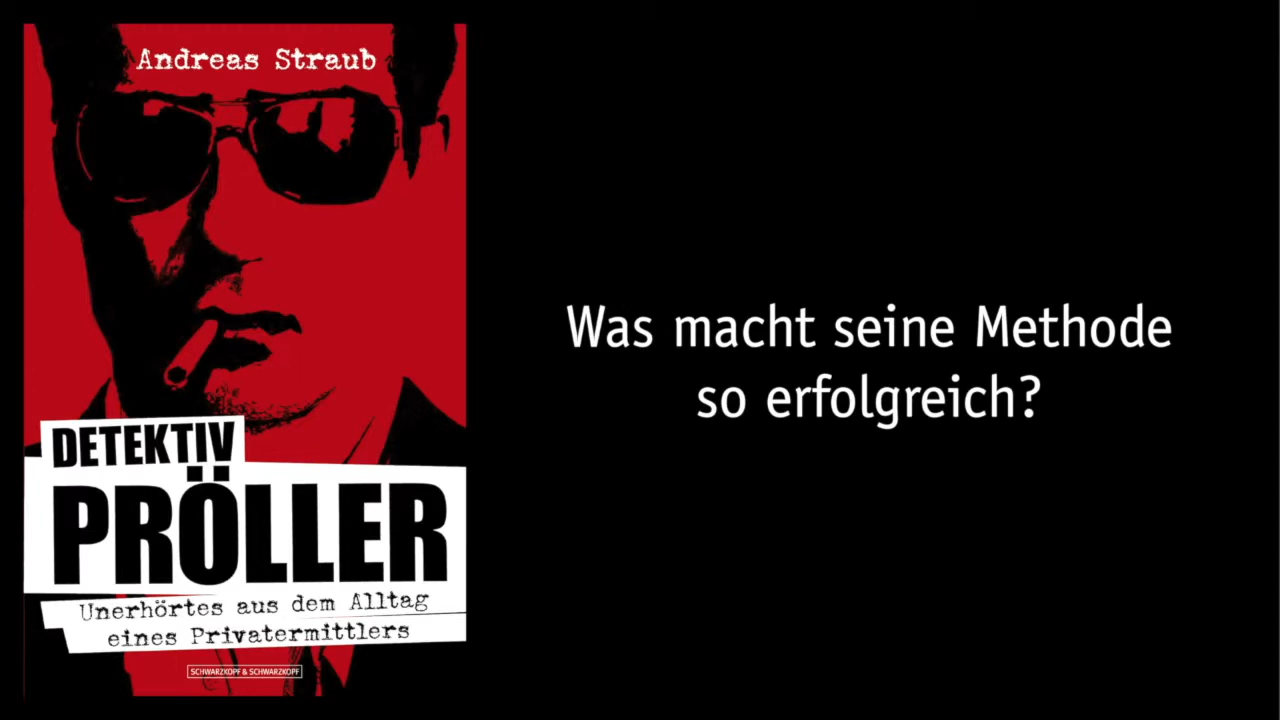 Andreas Straub
DETEKTIV
PRÖLLER
Unerhörtes aus dem Alltag
eines Privatermittlers
SCHWARZKOPF & SCHWARZKOPF
Was macht seine Methode
so erfolgreich?